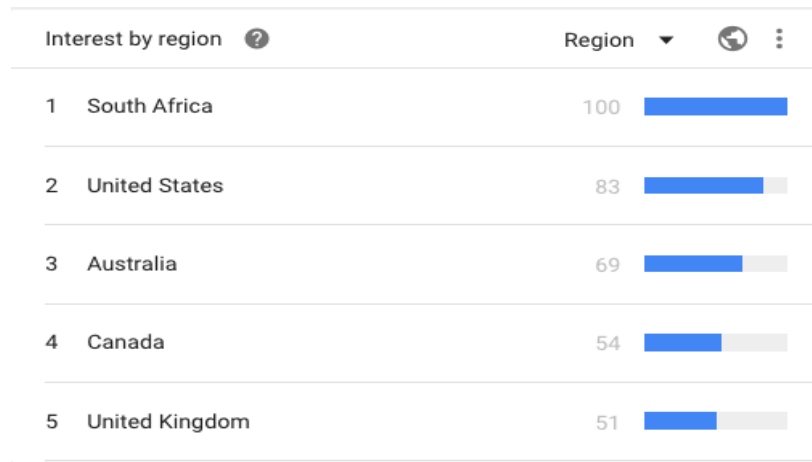 Interest by region ? Region
1 South Africa 100
2 United States 83
3 Australia 69
4 Canada 54
5 United Kingdom 51